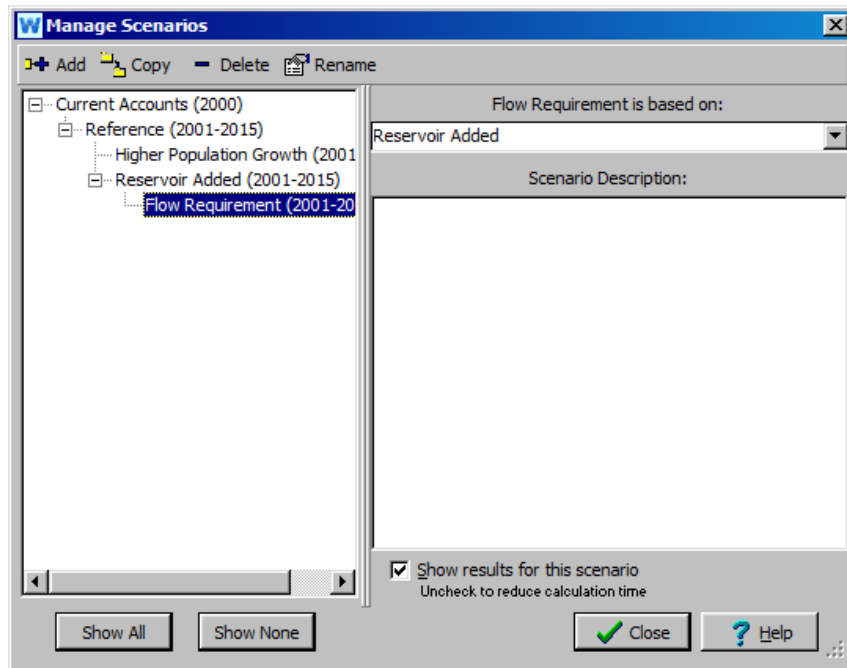 Manage Scenarios
Add Copy Delete Rename
Current Accounts (2000)
Reference (2001-2015)
Higher Population Growth (2001
Reservoir Added (2001-2015)
Flow Requirement (2001-20
Flow Requirement is based on:
Reservoir Added
Scenario Description:
Show results for this scenario
Uncheck to reduce calculation time
Show All Show None Close Help